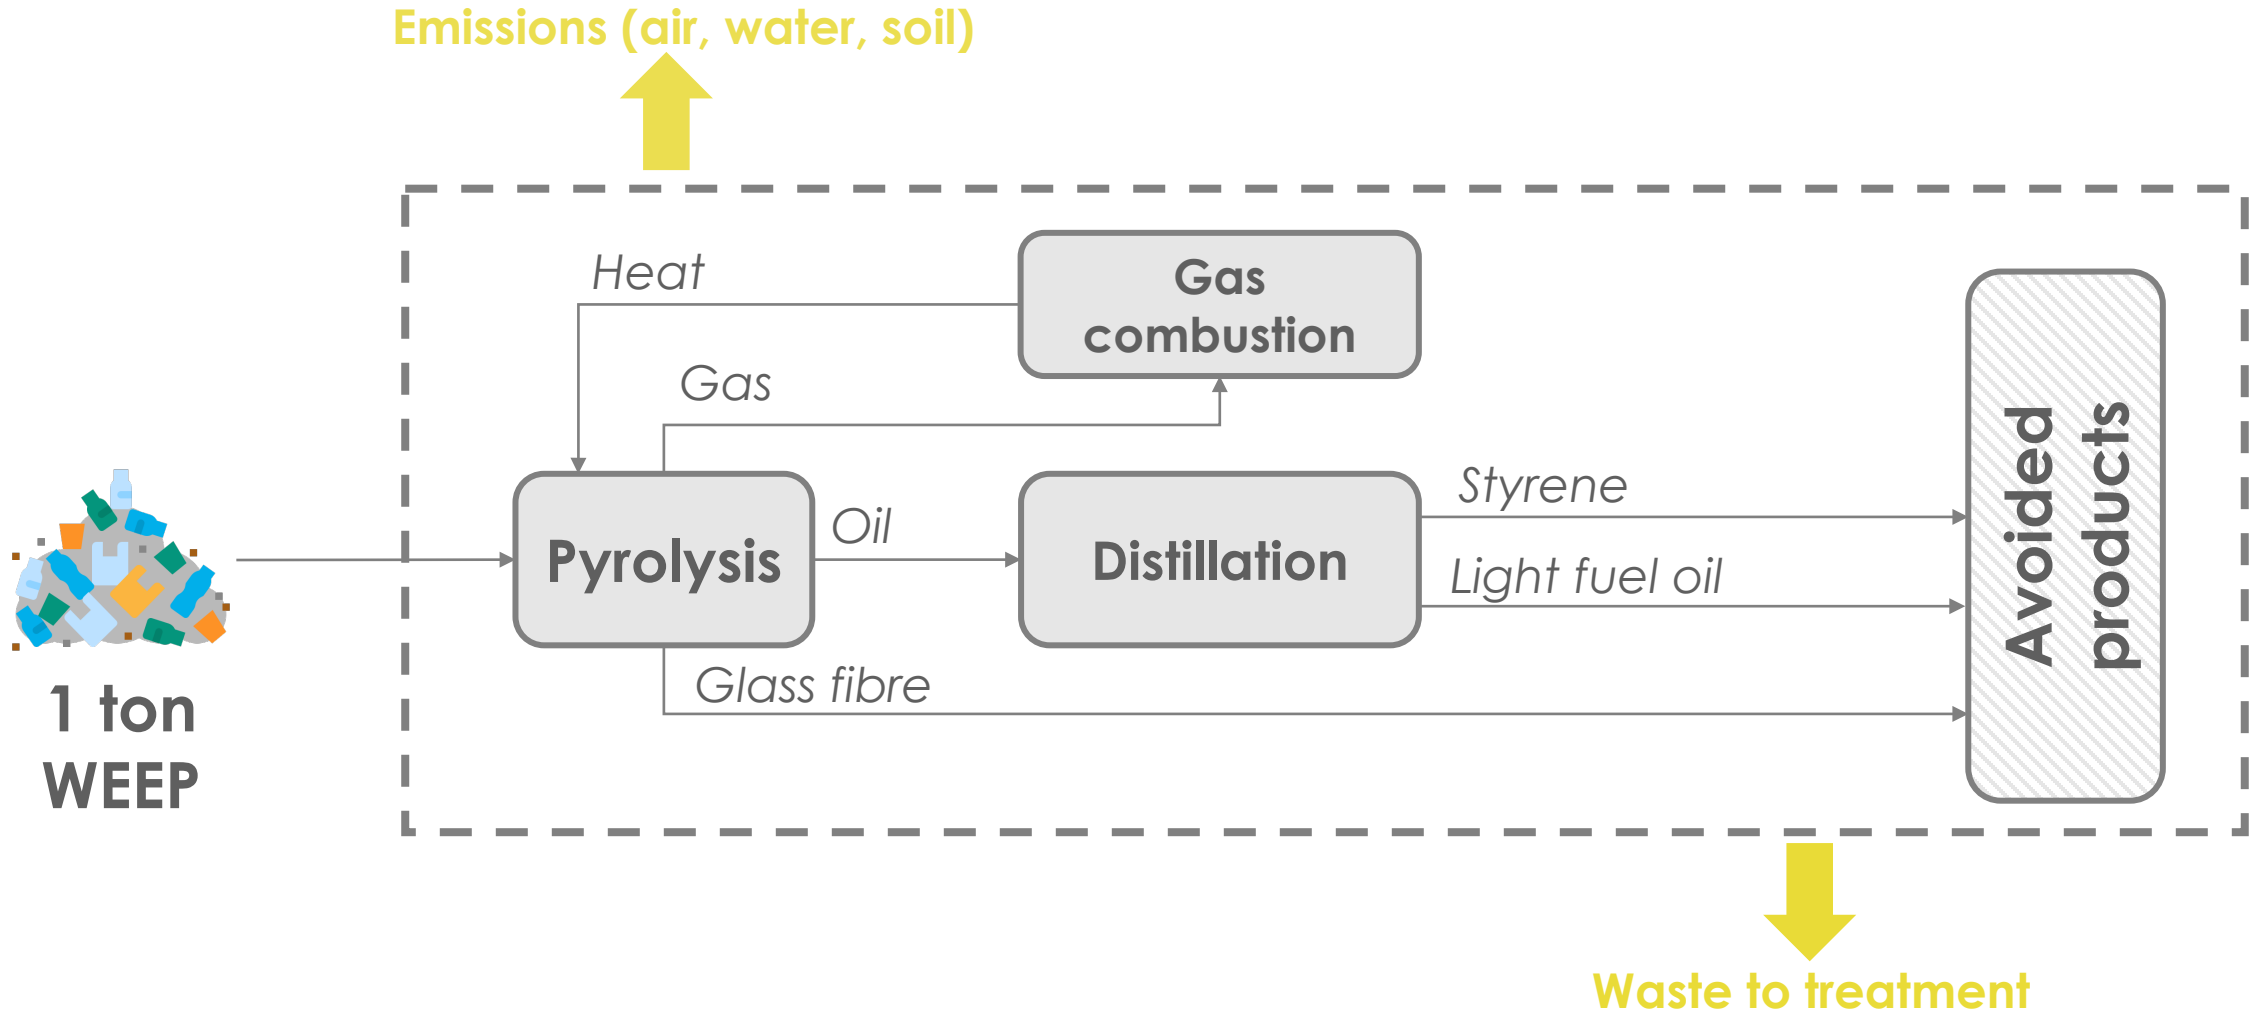 Emissions (air, water, soil)
Heat
Gas
combustion
Gas
Styrene
Oil
Pyrolysis
Distillation
Light fuel oil
Avoided
products
Glass fibre
1 ton
WEEP
Waste to treatment